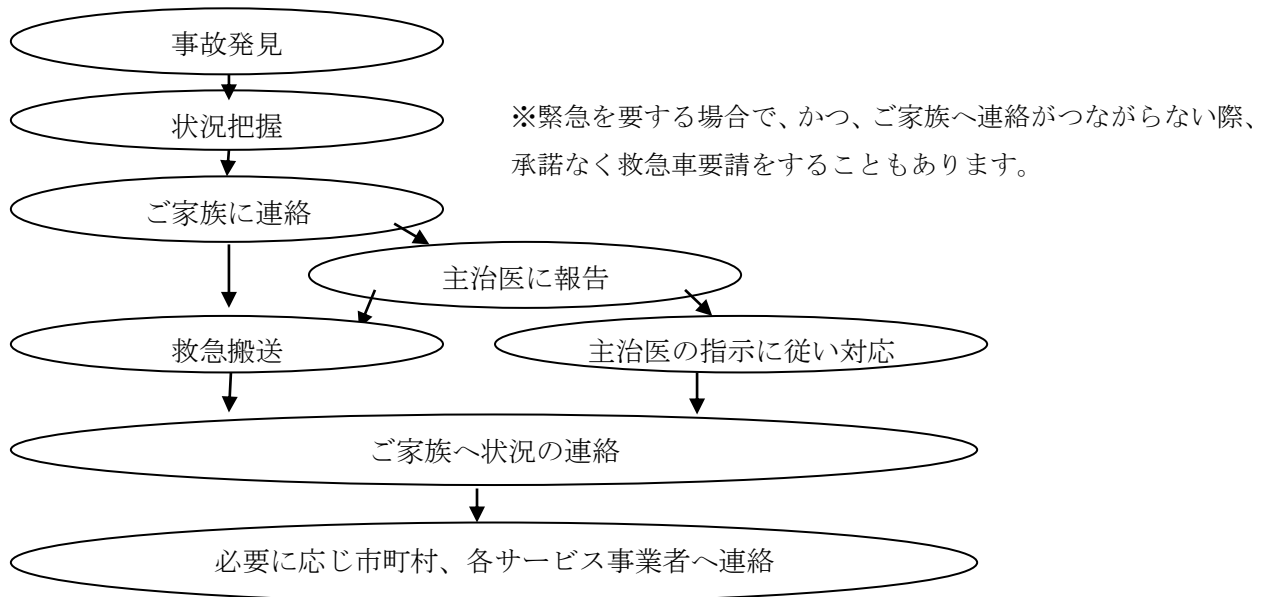 事故発見
状況把握
※緊急を要する場合で、かつ、ご家族へ連絡がつながらない際、
承諾なく救急車要請をすることもあります。
ご家族に連絡
主治医に報告
救急搬送
主治医の指示に従い対応
ご家族へ状況の連絡
必要に応じ市町村、各サービス事業者へ連絡